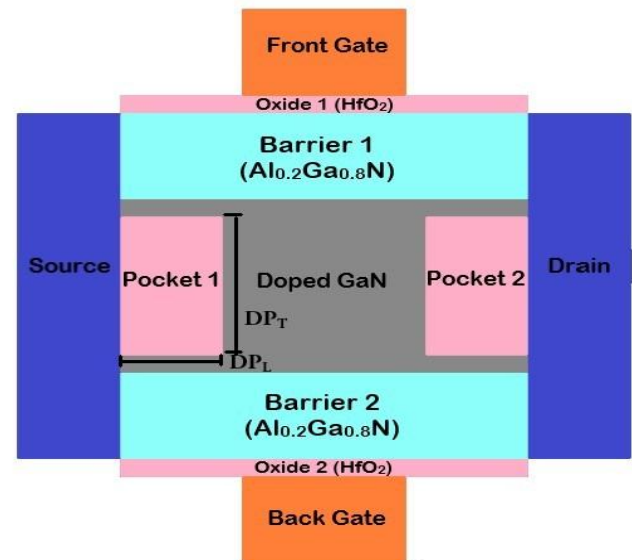 Front Gate
Oxide 1 (HfO₂)
Barrier 1
(Al₀.₂Ga₀.₈N)
Source
Pocket 1
Doped GaN
Pocket 2
Drain
DPT
DPL
Barrier 2
(Al₀.₂Ga₀.₈N)
Oxide 2 (HfO₂)
Back Gate